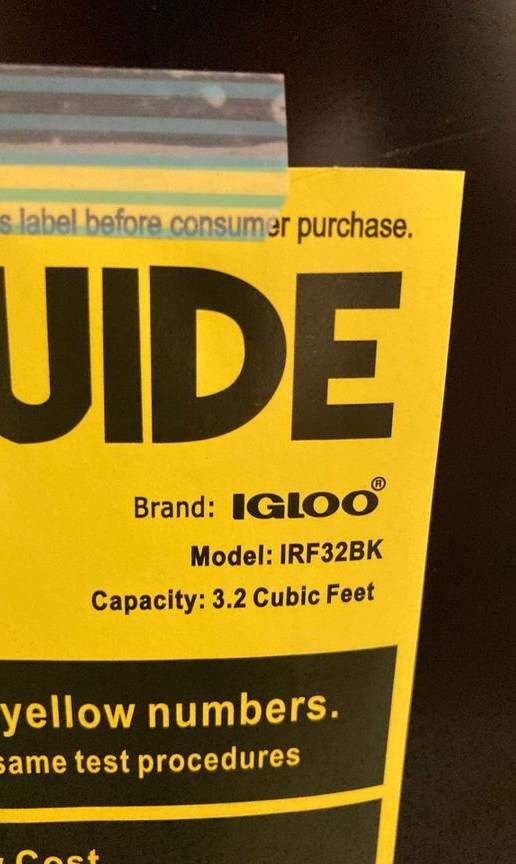 s label before consumer purchase.
UIDE
Brand: IGLOO®
Model: IRF32BK
Capacity: 3.2 Cubic Feet
yellow numbers.
same test procedures
Cost